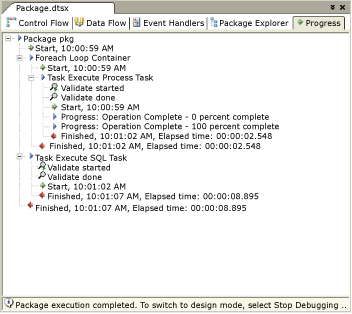 Package.dtsx
Control Flow Data Flow Event Handlers Package Explorer Progress
Package pkg
Start, 10:00:59 AM
Foreach Loop Container
Start, 10:00:59 AM
Task Execute Process Task
Validate started
Validate done
Start, 10:00:59 AM
Progress: Operation Complete - 0 percent complete
Progress: Operation Complete - 100 percent complete
Finished, 10:01:02 AM, Elapsed time: 00:00:02.548
Finished, 10:01:02 AM, Elapsed time: 00:00:02.548
Task Execute SQL Task
Validate started
Validate done
Start, 10:01:02 AM
Finished, 10:01:07 AM, Elapsed time: 00:00:08.895
Finished, 10:01:07 AM, Elapsed time: 00:00:08.895
Package execution completed. To switch to design mode, select Stop Debugging ..